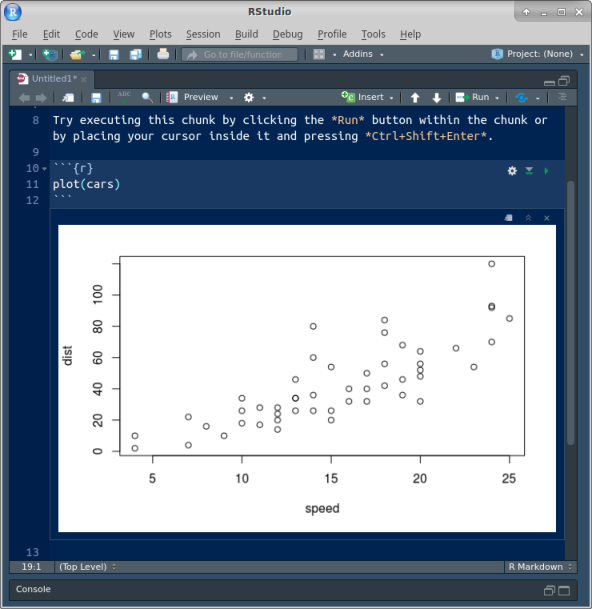 RStudio
File Edit Code View Plots Session Build Debug Profile Tools Help
Go to file/function Addins Project: (None)
Untitled1*
ABC Preview Insert Run
8 Try executing this chunk by clicking the *Run* button within the chunk or
by placing your cursor inside it and pressing *Ctrl+Shift+Enter*.
9
10 ```{r}
11 plot(cars)
12 ```
dist
100
80
60
40
20
0
5 10 15 20 25
speed
13
19:1 (Top Level) R Markdown
Console